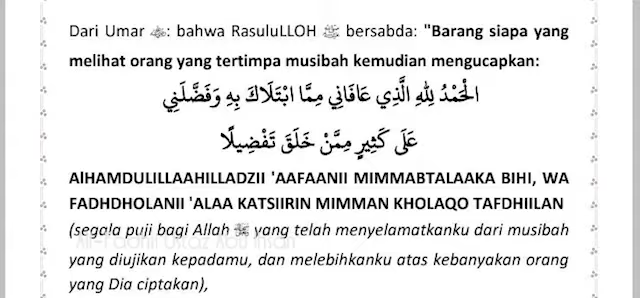 Dari Umar ﷺ: bahwa RasuluLLOH ﷺ bersabda: "Barang siapa yang
melihat orang yang tertimpa musibah kemudian mengucapkan:
الْحَمْدُ لِلّٰهِ الَّذِي عَافَانِي مِمَّا ابْتَلَاكَ بِهِ وَفَضَّلَنِي
عَلَى كَثِيرٍ مِمَّنْ خَلَقَ تَفْضِيلًا
AlHAMDULILLAAHILLADZII 'AAFAANII MIMMABTALAAKA BIHI, WA
FADHDHOLANII 'ALAA KATSIIRIN MIMMAN KHOLAQO TAFDHIILAN
(segala puji bagi Allah yang telah menyelamatkanku dari musibah
yang diujikan kepadamu, dan melebihkanku atas kebanyakan orang
yang Dia ciptakan),